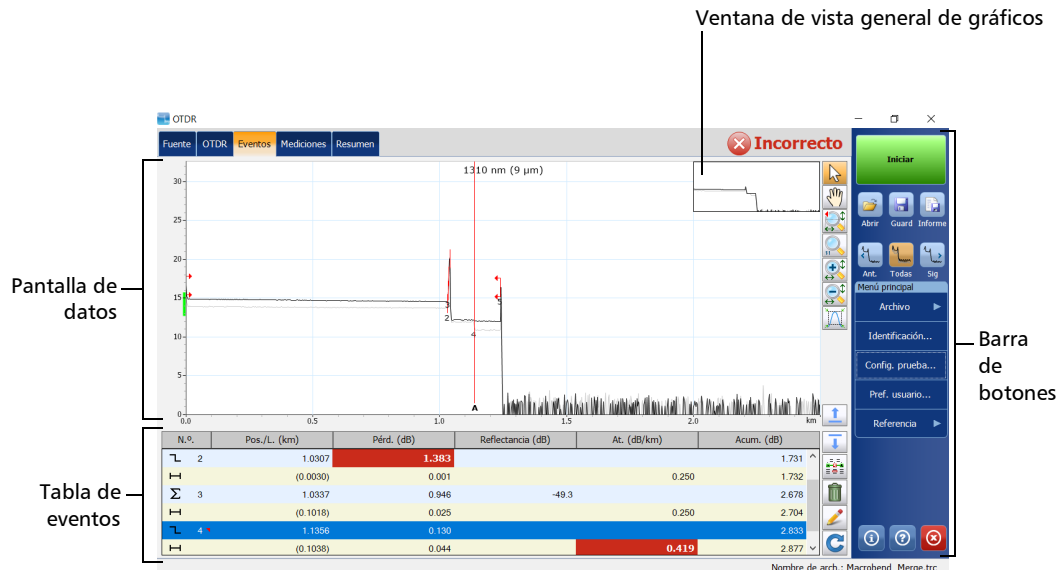 Ventana de vista general de gráficos
OTDR
Fuente OTDR Eventos Mediciones Resumen
Incorrecto
Iniciar
1310 nm (9 µm)
30
25
20
15
10
5
0
3
2
4
5
A
0.0 0.5 1.0 1.5 2.0 km
Abrir Guard Informe
Ant. Todas Sig
Menú principal
Archivo
Identificación...
Config. prueba...
Pref. usuario...
Referencia
Pantalla de
datos
Barra
de
botones
Tabla de
eventos
N.º. Pos./L. (km) Pérd. (dB) Reflectancia (dB) At. (dB/km) Acum. (dB)
2 1.0307 1.383 1.731
(0.0030) 0.001 0.250 1.732
Σ 3 1.0337 0.946 -49.3 2.678
(0.1018) 0.025 0.250 2.704
4 * 1.1356 0.130 2.833
(0.1038) 0.044 0.419 2.877
Nombre de arch.: Macrobend_Merge.trc